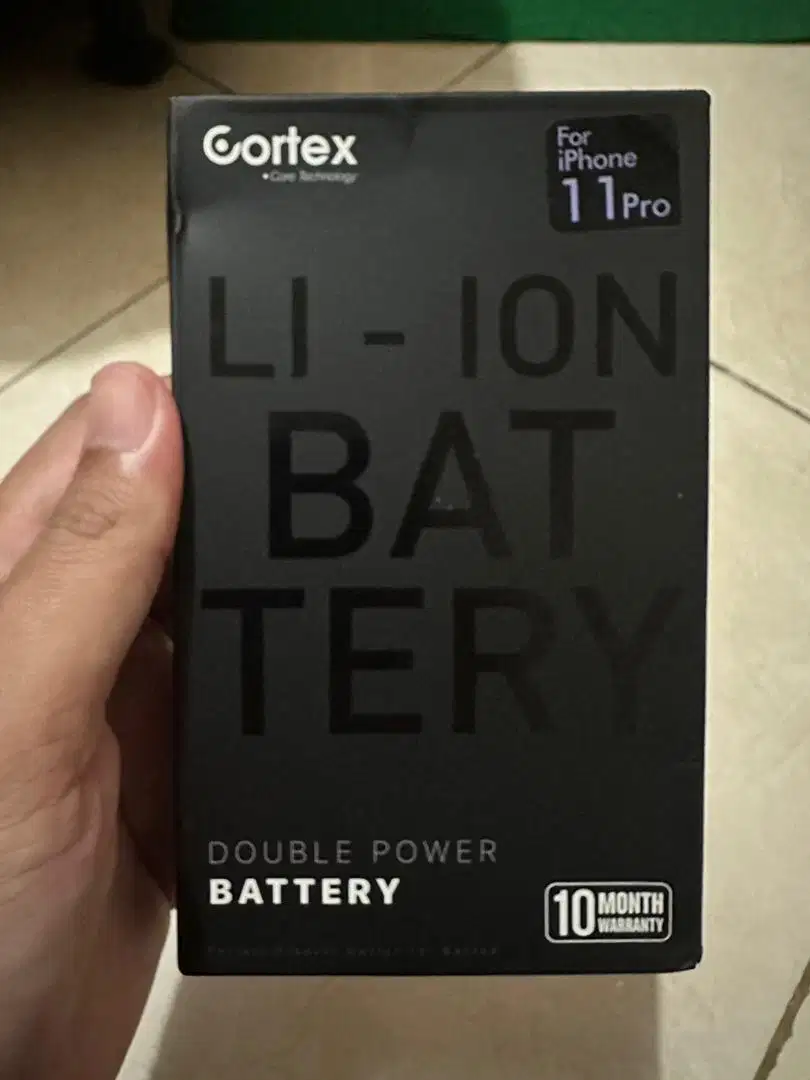 Cortex
Core Technology
For
iPhone
11 Pro
LI - ION
BAT
TERY
DOUBLE POWER
BATTERY
10 MONTH
WARRANTY